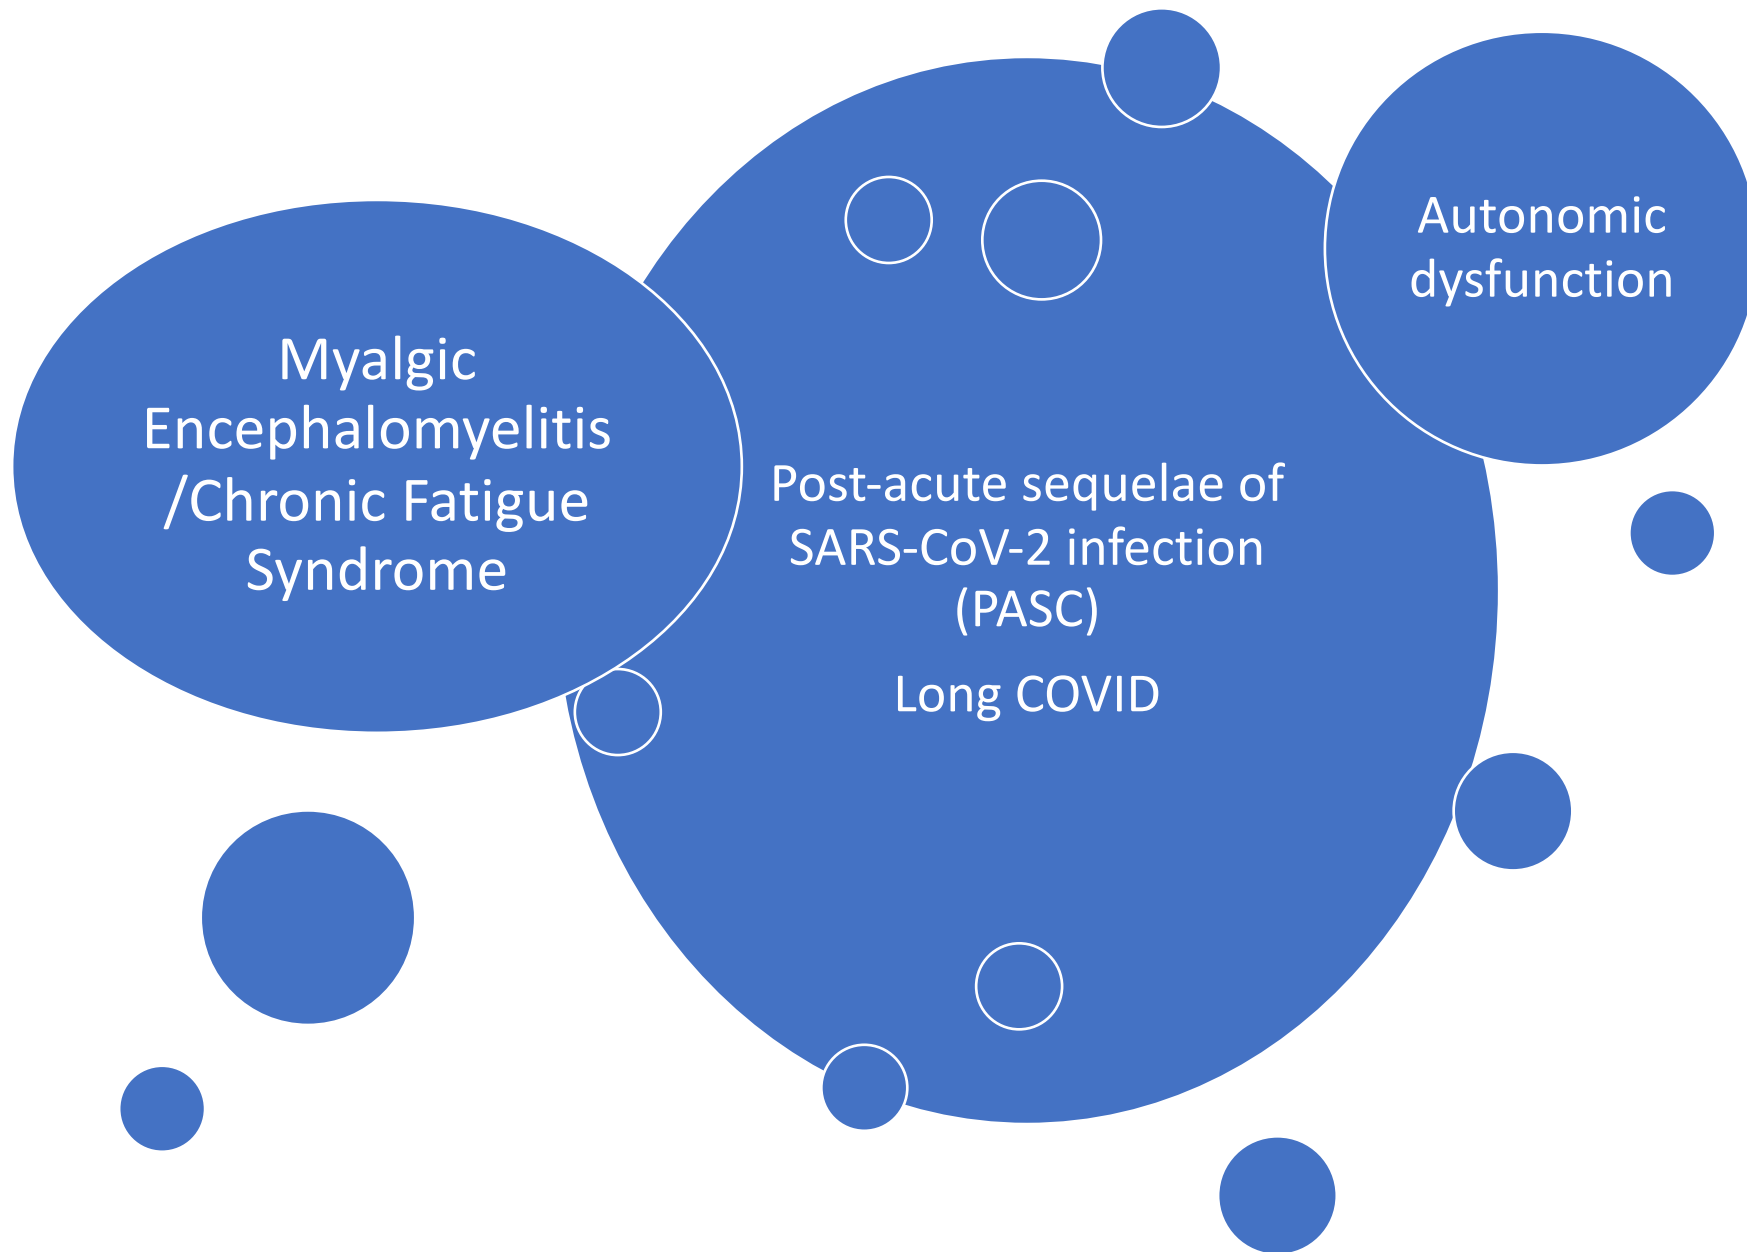 Myalgic
Encephalomyelitis
/Chronic Fatigue
Syndrome
Post-acute sequelae of
SARS-CoV-2 infection
(PASC)
Long COVID
Autonomic
dysfunction